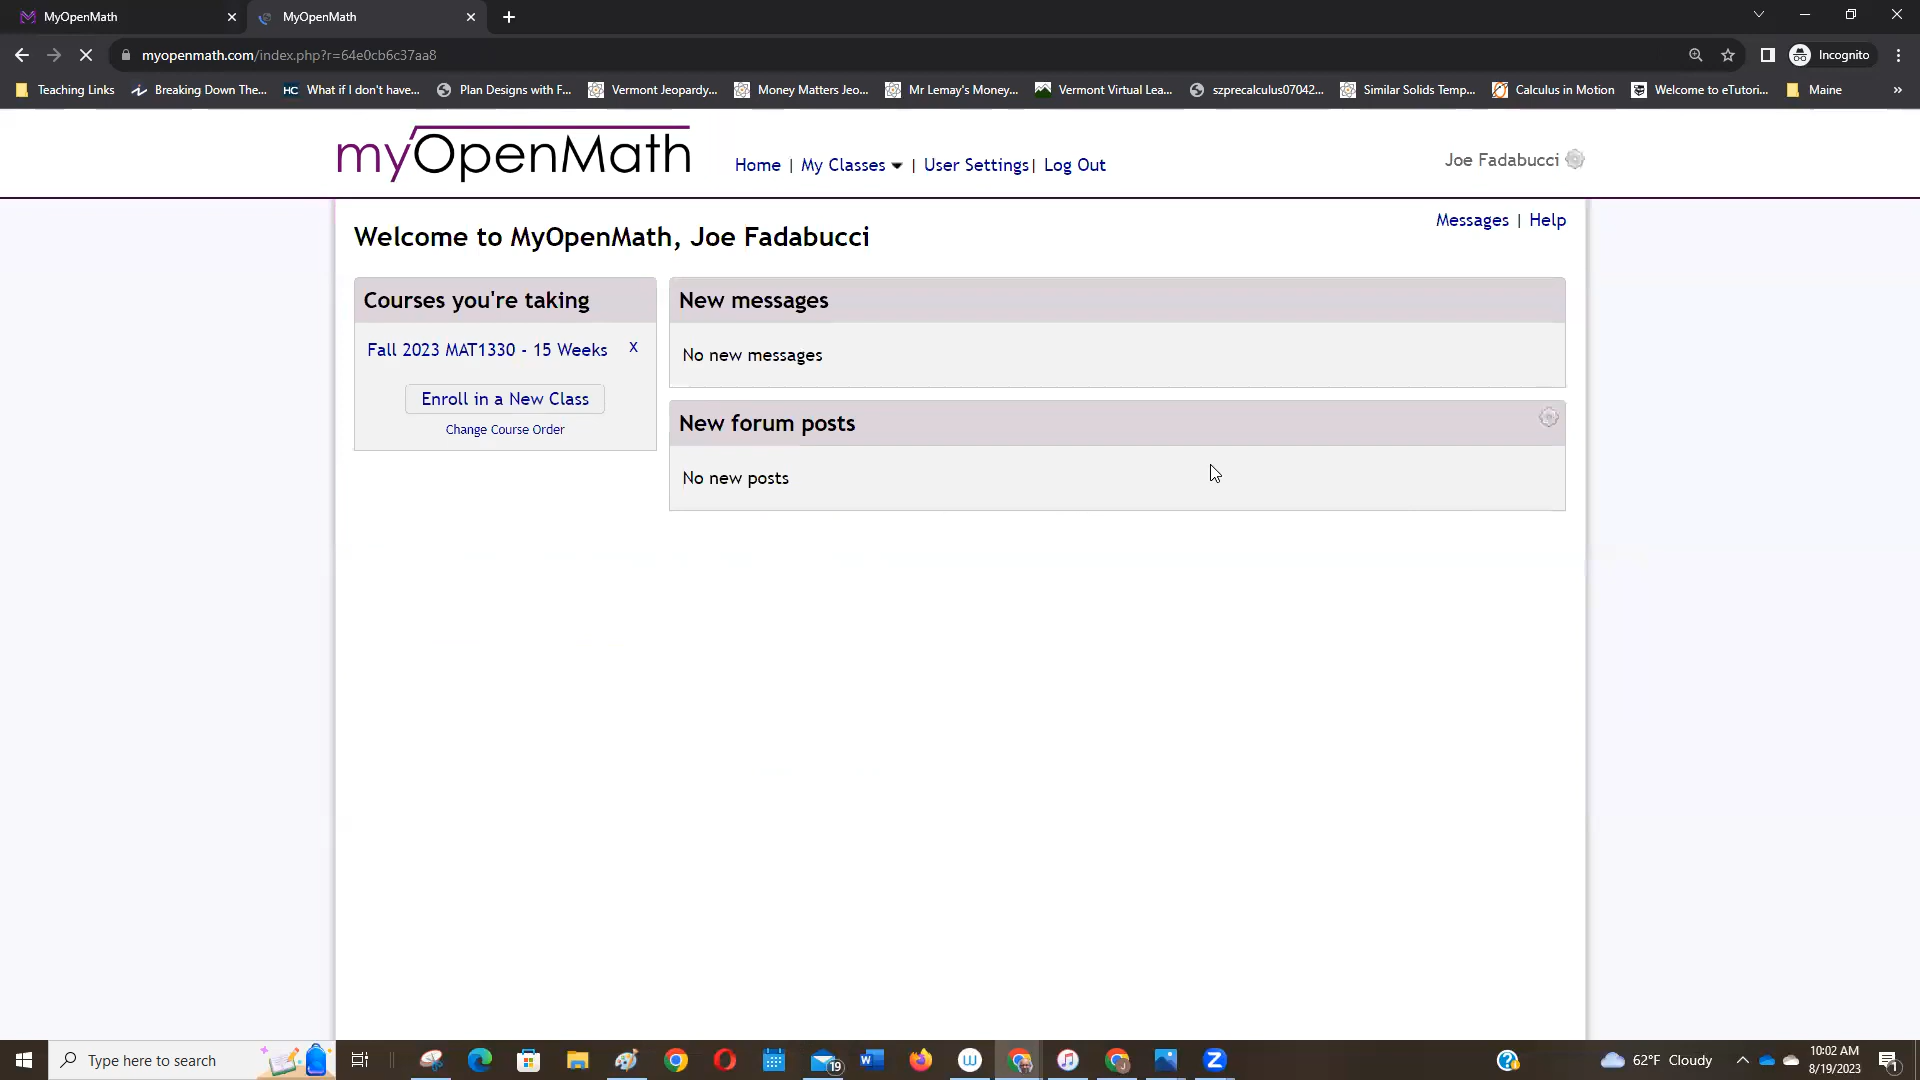 MyOpenMath
MyOpenMath
myopenmath.com/index.php?r=64e0cb6c37aa8
Incognito
Teaching Links
Breaking Down The...
What if I don't have...
Plan Designs with F...
Vermont Jeopardy...
Money Matters Jeo...
Mr Lemay's Money...
Vermont Virtual Lea...
szprecalculus07042...
Similar Solids Temp...
Calculus in Motion
Welcome to eTutori...
Maine
»
myOpenMath
Home | My Classes | User Settings | Log Out
Joe Fadabucci
Messages | Help
Welcome to MyOpenMath, Joe Fadabucci
Courses you're taking
Fall 2023 MAT1330 - 15 Weeks x
Enroll in a New Class
Change Course Order
New messages
No new messages
New forum posts
No new posts
Type here to search
19
62°F Cloudy
10:02 AM
8/19/2023
1